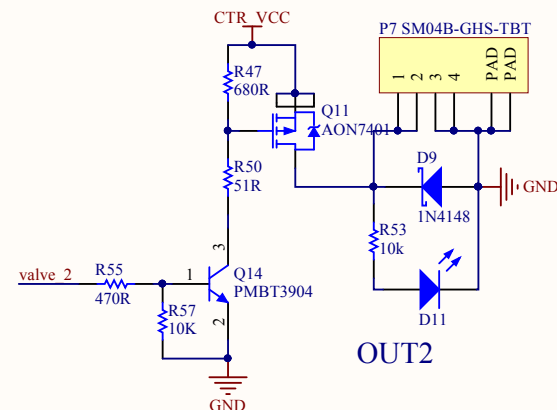 CTR_VCC
P7 SM04B-GHS-TBT
R47
680R
1
2
3
4
PAD
PAD
Q11
AON7401
R50
51R
D9
1N4148
GND
R53
10k
3
valve_2
R55
470R
1
Q14
PMBT3904
R57
10K
2
D11
OUT2
GND